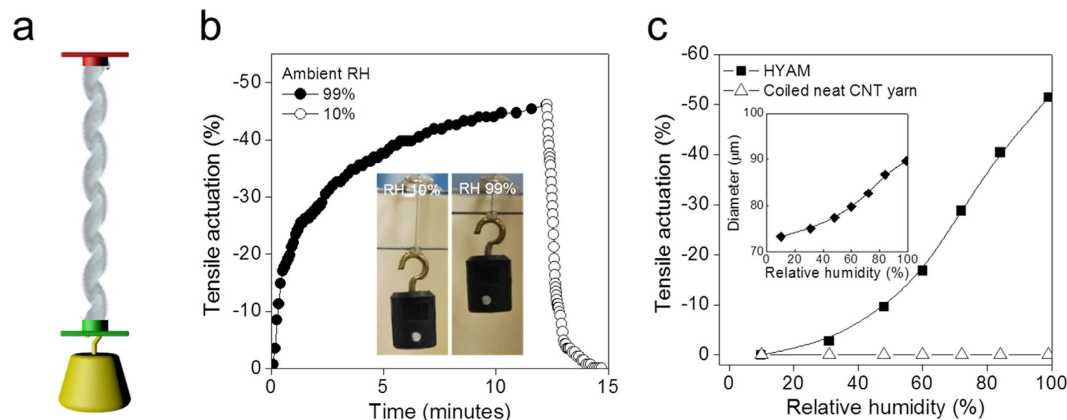 a
b
Ambient RH
99%
10%
-50
-40
-30
-20
-10
0
0
5
10
15
Tensile actuation (%)
Time (minutes)
RH 10%
RH 99%
c
HYAM
Coiled neat CNT yarn
-60
-50
-40
-30
-20
-10
0
0
20
40
60
80
100
Tensile actuation (%)
Relative humidity (%)
100
90
80
70
0
20
40
60
80
100
Diameter (μm)
Relative humidity (%)